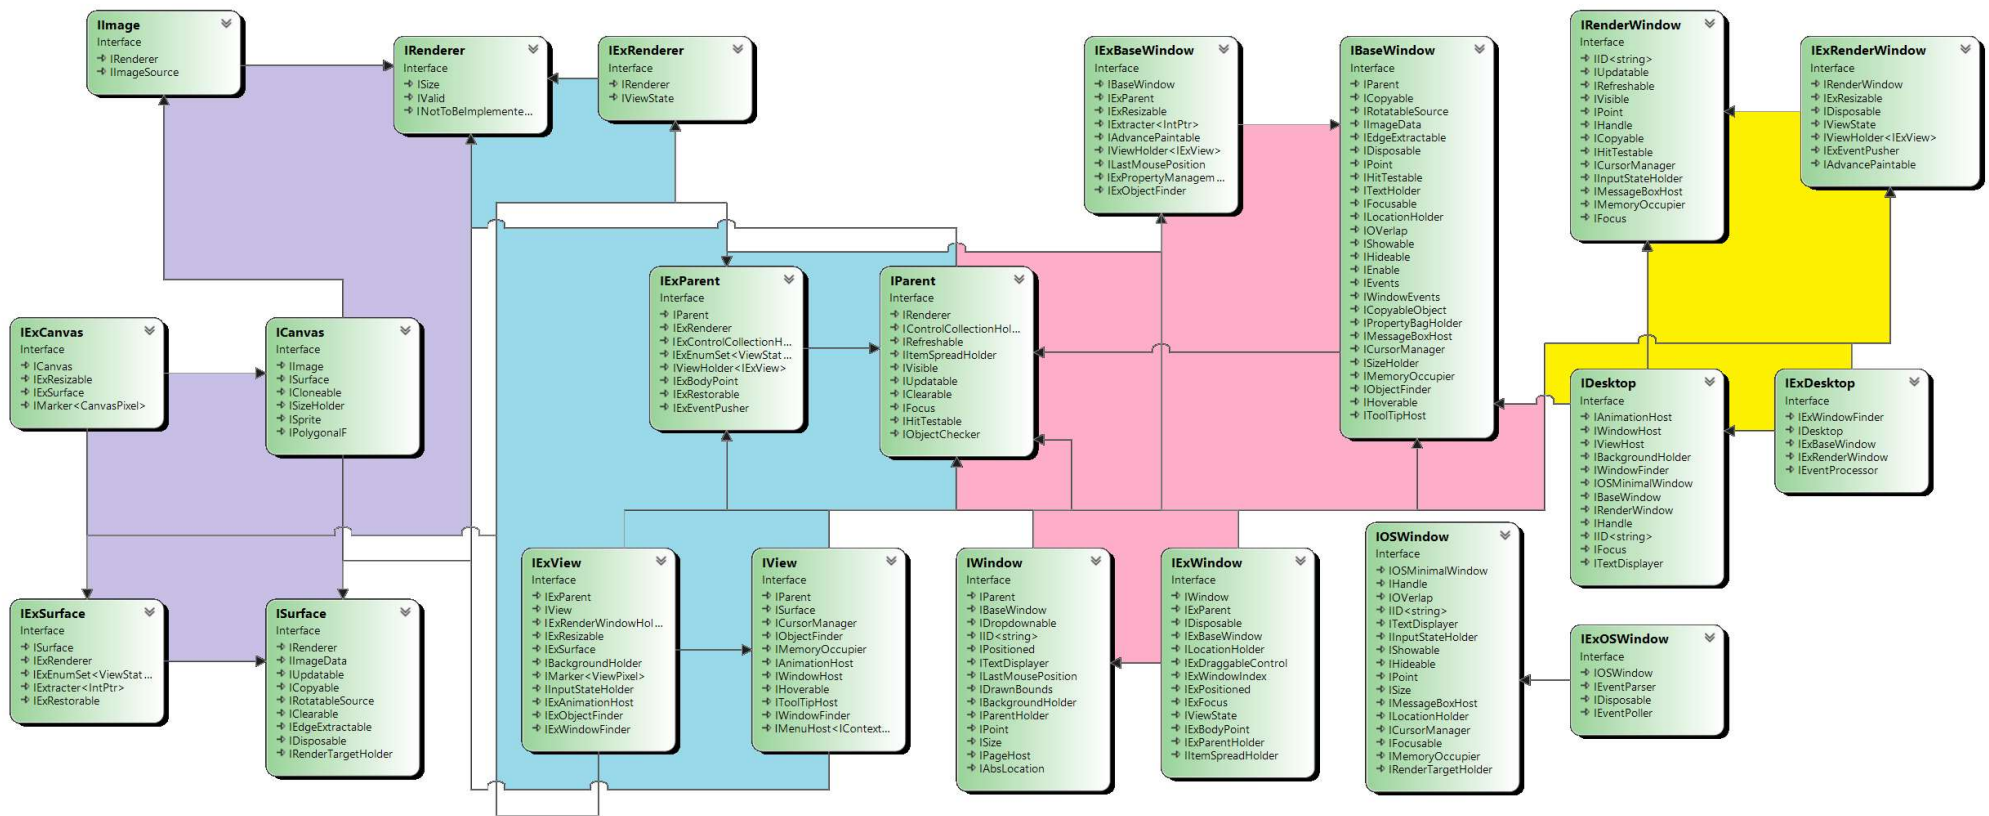 IImage
Interface
IRenderer
IImageSource
IRenderer
Interface
ISize
IValid
INotToBeImplemente...
IExRenderer
Interface
IRenderer
IViewState
IExBaseWindow
Interface
IBaseWindow
IExParent
IExResizable
IExtracter<IntPtr>
IAdvancePaintable
IViewHolder<IExView>
ILastMousePosition
IExPropertyManagem...
IExObjectFinder
IBaseWindow
Interface
IParent
ICopyable
IRotatableSource
IImageData
IEdgeExtractable
IDisposable
IPoint
IHitTestable
ITextHolder
IFocusable
ILocationHolder
IOVerlap
IShowable
IHideable
IEnable
IEvents
IWindowEvents
ICopyableObject
IPropertyBagHolder
IMessageBoxHost
ICursorManager
ISizeHolder
IMemoryOccupier
IObjectFinder
IHoverable
IToolTipHost
IRenderWindow
Interface
IID<string>
IUpdatable
IRefreshable
IVisible
IPoint
IHandle
ICopyable
IHitTestable
ICursorManager
IInputStateHolder
IMessageBoxHost
IMemoryOccupier
IFocus
IExRenderWindow
Interface
IRenderWindow
IExResizable
IDisposable
IViewState
IViewHolder<IExView>
IExEventPusher
IAdvancePaintable
IExParent
Interface
IParent
IExRenderer
IExControlCollectionH...
IExEnumSet<ViewStat...
IViewHolder<IExView>
IExBodyPoint
IExRestorable
IExEventPusher
IParent
Interface
IRenderer
IControlCollectionHol...
IRefreshable
IItemSpreadHolder
IVisible
IUpdatable
IClearable
IFocus
IHitTestable
IObjectChecker
IExCanvas
Interface
ICanvas
IExResizable
IExSurface
IMarker<CanvasPixel>
ICanvas
Interface
IImage
ISurface
ICloneable
ISizeHolder
ISprite
IPolygonalF
IDesktop
Interface
IAnimationHost
IWindowHost
IViewHost
IBackgroundHolder
IWindowFinder
IOSMinimalWindow
IBaseWindow
IRenderWindow
IHandle
IID<string>
IFocus
ITextDisplayer
IExDesktop
Interface
IExWindowFinder
IDesktop
IExBaseWindow
IExRenderWindow
IEventProcessor
IExSurface
Interface
ISurface
IExRenderer
IExEnumSet<ViewStat...
IExtracter<IntPtr>
IExRestorable
ISurface
Interface
IRenderer
IImageData
IUpdatable
ICopyable
IRotatableSource
IClearable
IEdgeExtractable
IDisposable
IRenderTargetHolder
IExView
Interface
IExParent
IView
IExRenderWindowHol...
IExResizable
IExSurface
IBackgroundHolder
IMarker<ViewPixel>
IInputStateHolder
IExAnimationHost
IExObjectFinder
IExWindowFinder
IView
Interface
IParent
ISurface
ICursorManager
IObjectFinder
IMemoryOccupier
IAnimationHost
IWindowHost
IHoverable
IToolTipHost
IWindowFinder
IMenuHost<IContext...
IWindow
Interface
IParent
IBaseWindow
IDropdownable
IID<string>
IPositioned
ITextDisplayer
ILastMousePosition
IDrawnBounds
IBackgroundHolder
IParentHolder
IPoint
ISize
IPageHost
IAbsLocation
IExWindow
Interface
IWindow
IExParent
IDisposable
IExBaseWindow
ILocationHolder
IExDraggableControl
IExWindowIndex
IExPositioned
IExFocus
IViewState
IExBodyPoint
IExParentHolder
IItemSpreadHolder
IOSWindow
Interface
IOSMinimalWindow
IHandle
IOVerlap
IID<string>
ITextDisplayer
IInputStateHolder
IShowable
IHideable
IPoint
ISize
IMessageBoxHost
ILocationHolder
ICursorManager
IFocusable
IMemoryOccupier
IRenderTargetHolder
IExOSWindow
Interface
IOSWindow
IEventParser
IDisposable
IEventPoller